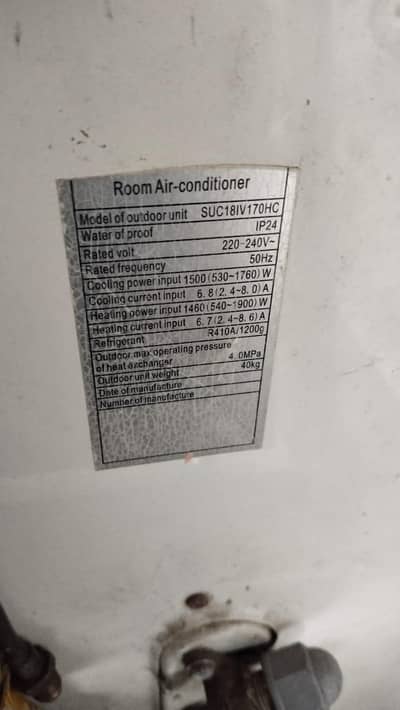 Room Air-conditioner
Model of outdoor unit SUC18IV170HC
Water of proof IP24
Rated volt 220-240V~
Rated frequency 50Hz
Cooling power input 1500(530~1760)W
Cooling current input 6.8(2.4~8.0)A
Heating power input 1460(540~1900)W
Heating current input 6.7(2.4~8.6)A
Refrigerant R410A/1200g
Outdoor max operating pressure
of heat exchanger 4.0MPa
Outdoor unit weight 40kg
Date of manufacture
Number of manufacture